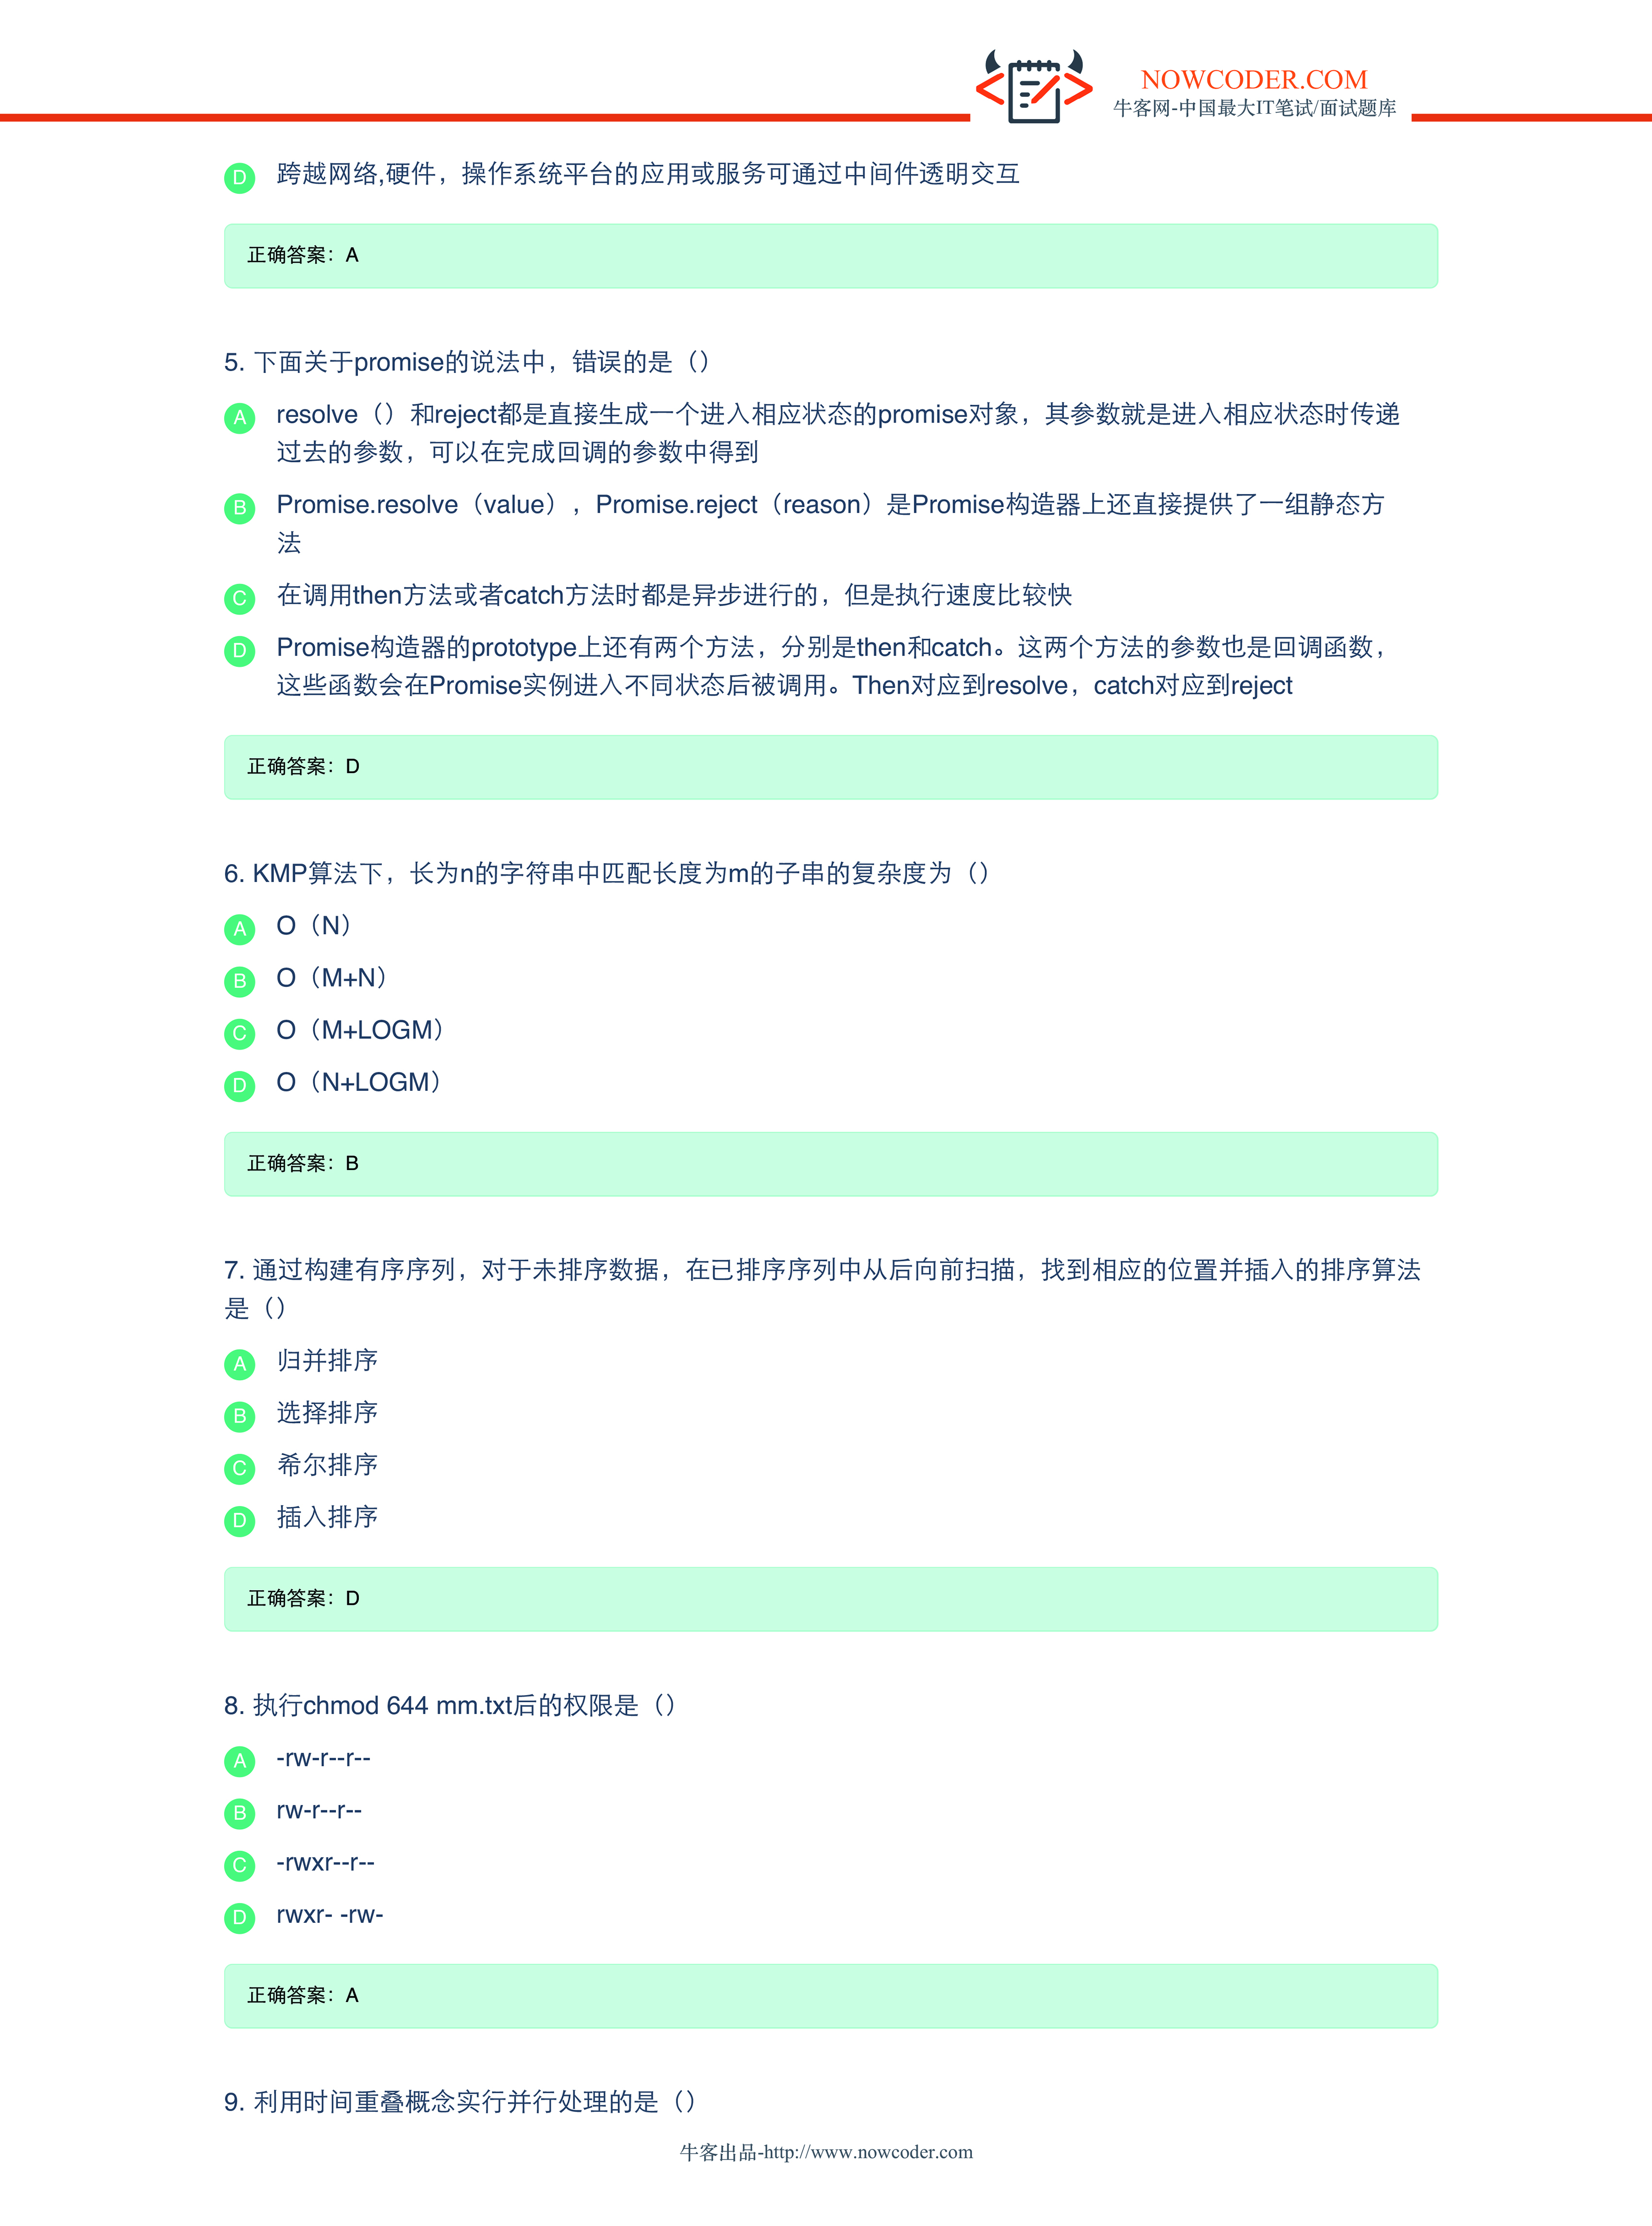 NOWCODER.COM
牛客网-中国最大IT笔试/面试题库
D 跨越网络,硬件，操作系统平台的应用或服务可通过中间件透明交互
正确答案：A
5. 下面关于promise的说法中，错误的是（）
A resolve（）和reject都是直接生成一个进入相应状态的promise对象，其参数就是进入相应状态时传递
过去的参数，可以在完成回调的参数中得到
B Promise.resolve（value），Promise.reject（reason）是Promise构造器上还直接提供了一组静态方
法
C 在调用then方法或者catch方法时都是异步进行的，但是执行速度比较快
D Promise构造器的prototype上还有两个方法，分别是then和catch。这两个方法的参数也是回调函数，
这些函数会在Promise实例进入不同状态后被调用。Then对应到resolve，catch对应到reject
正确答案：D
6. KMP算法下，长为n的字符串中匹配长度为m的子串的复杂度为（）
A O（N）
B O（M+N）
C O（M+LOGM）
D O（N+LOGM）
正确答案：B
7. 通过构建有序序列，对于未排序数据，在已排序序列中从后向前扫描，找到相应的位置并插入的排序算法
是（）
A 归并排序
B 选择排序
C 希尔排序
D 插入排序
正确答案：D
8. 执行chmod 644 mm.txt后的权限是（）
A -rw-r--r--
B rw-r--r--
C -rwxr--r--
D rwxr- -rw-
正确答案：A
9. 利用时间重叠概念实行并行处理的是（）
牛客出品-http://www.nowcoder.com